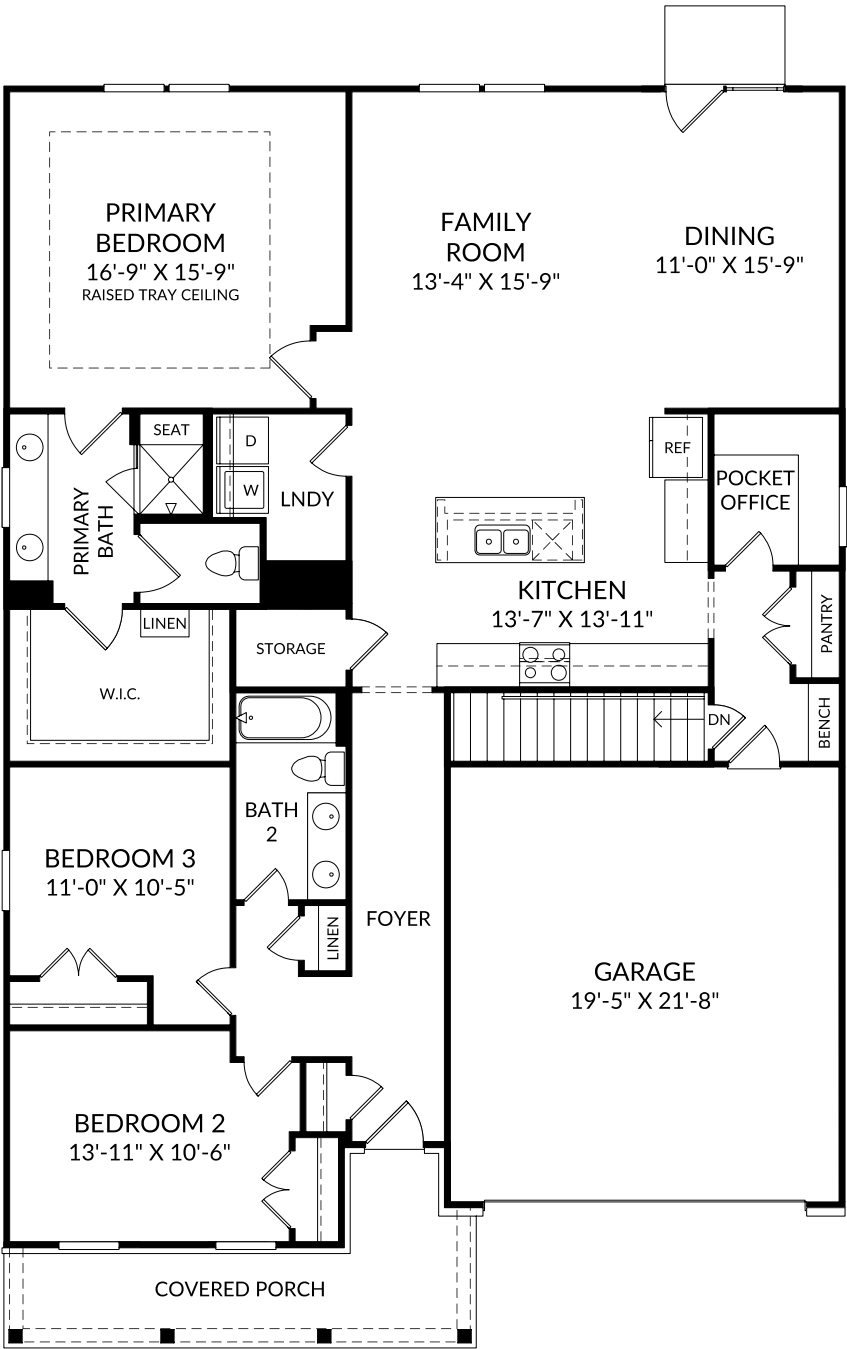 PRIMARY
BEDROOM
16'-9" X 15'-9"
RAISED TRAY CEILING
FAMILY
ROOM
13'-4" X 15'-9"
DINING
11'-0" X 15'-9"
SEAT
D
W
LNDY
REF
POCKET
OFFICE
PRIMARY
BATH
KITCHEN
13'-7" X 13'-11"
PANTRY
LINEN
STORAGE
W.I.C.
DN
BENCH
BATH
2
BEDROOM 3
11'-0" X 10'-5"
LINEN
FOYER
GARAGE
19'-5" X 21'-8"
BEDROOM 2
13'-11" X 10'-6"
COVERED PORCH